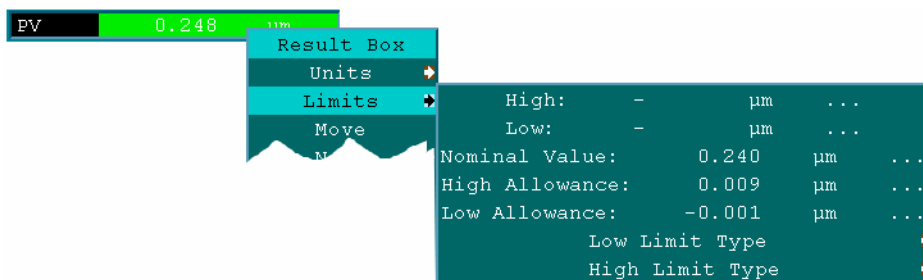 PV 0.248 µm
Result Box
Units
Limits
Move
High: - µm ...
Low: - µm ...
Nominal Value: 0.240 µm ...
High Allowance: 0.009 µm ...
Low Allowance: -0.001 µm ...
Low Limit Type
High Limit Type